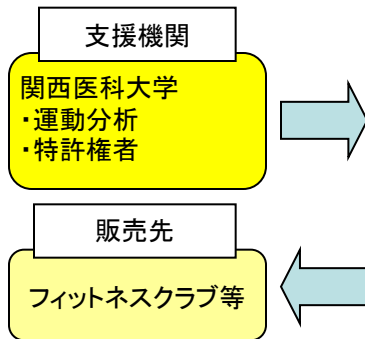 支援機関
関西医科大学
・運動分析
・特許権者
販売先
フィットネスクラブ等